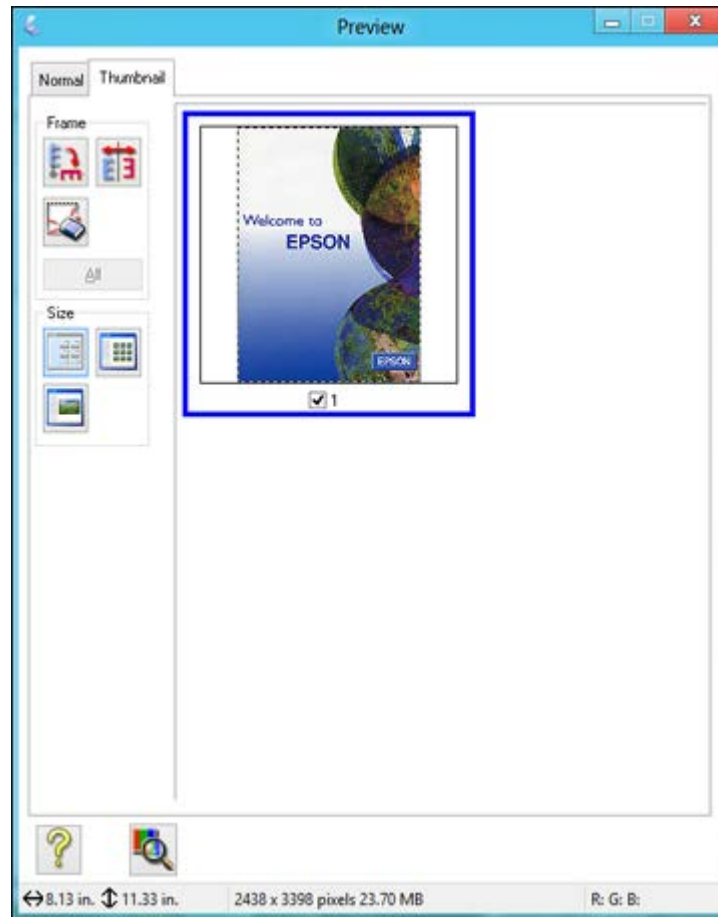 Preview
Normal Thumbnail
Frame
All
Size
Welcome to
EPSON
EPSON
1
8.13 in. 11.33 in. 2438 x 3398 pixels 23.70 MB R: G: B: